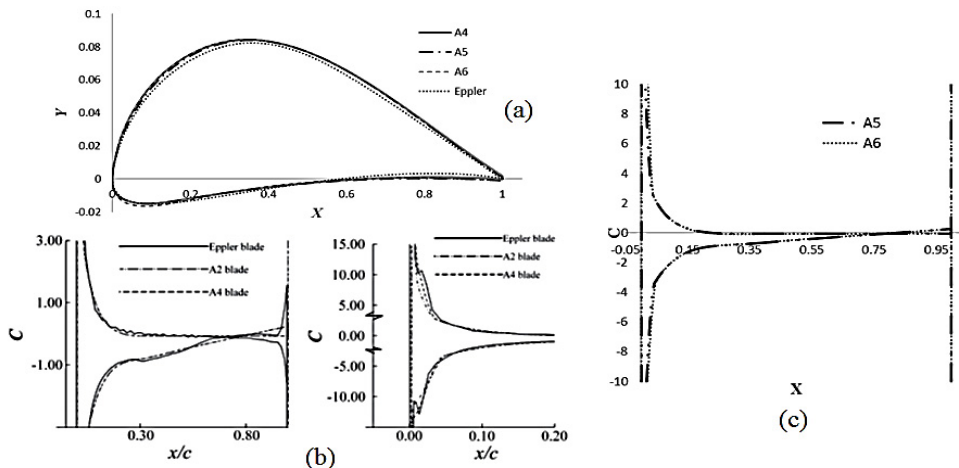 0.1
0.08
0.06
0.04
0.02
0
-0.02
Y
0 0.2 0.4 0.6 0.8 1
X
A4
A5
A6
Eppler
(a)
3.00
1.00
-1.00
C
0.30 0.80
x/c
Eppler blade
A2 blade
A4 blade
15.00
10.00
5.00
0.00
-5.00
-10.00
C
0.00 0.10 0.20
x/c
Eppler blade
A2 blade
A4 blade
(b)
10
8
6
4
2
0
-2
-4
-6
-8
-10
C
-0.05 0.15 0.35 0.55 0.75 0.95
X
A5
A6
(c)